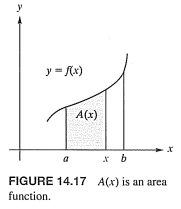 y
y = f(x)
A(x)
a x b x
FIGURE 14.17 A(x) is an area
function.